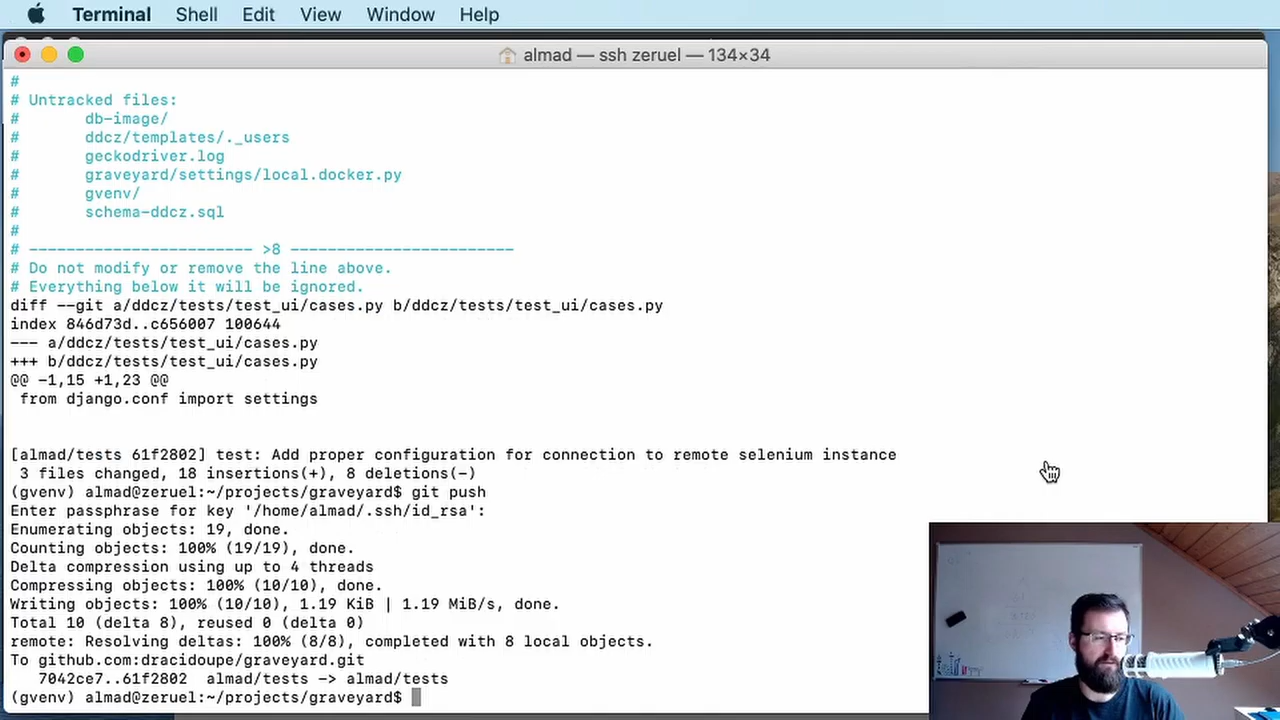 Terminal Shell Edit View Window Help
almad — ssh zeruel — 134×34
#
# Untracked files:
#       db-image/
#       ddcz/templates/._users
#       geckodriver.log
#       graveyard/settings/local.docker.py
#       gvenv/
#       schema-ddcz.sql
#
# ------------------------ >8 ------------------------
# Do not modify or remove the line above.
# Everything below it will be ignored.
diff --git a/ddcz/tests/test_ui/cases.py b/ddcz/tests/test_ui/cases.py
index 846d73d..c656007 100644
--- a/ddcz/tests/test_ui/cases.py
+++ b/ddcz/tests/test_ui/cases.py
@@ -1,15 +1,23 @@
 from django.conf import settings
[almad/tests 61f2802] test: Add proper configuration for connection to remote selenium instance
 3 files changed, 18 insertions(+), 8 deletions(-)
(gvenv) almad@zeruel:~/projects/graveyard$ git push
Enter passphrase for key '/home/almad/.ssh/id_rsa':
Enumerating objects: 19, done.
Counting objects: 100% (19/19), done.
Delta compression using up to 4 threads
Compressing objects: 100% (10/10), done.
Writing objects: 100% (10/10), 1.19 KiB | 1.19 MiB/s, done.
Total 10 (delta 8), reused 0 (delta 0)
remote: Resolving deltas: 100% (8/8), completed with 8 local objects.
To github.com:dracidoupe/graveyard.git
   7042ce7..61f2802  almad/tests -> almad/tests
(gvenv) almad@zeruel:~/projects/graveyard$